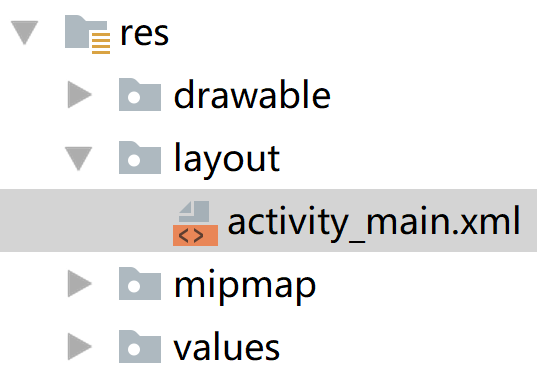 res
drawable
layout
activity_main.xml
mipmap
values